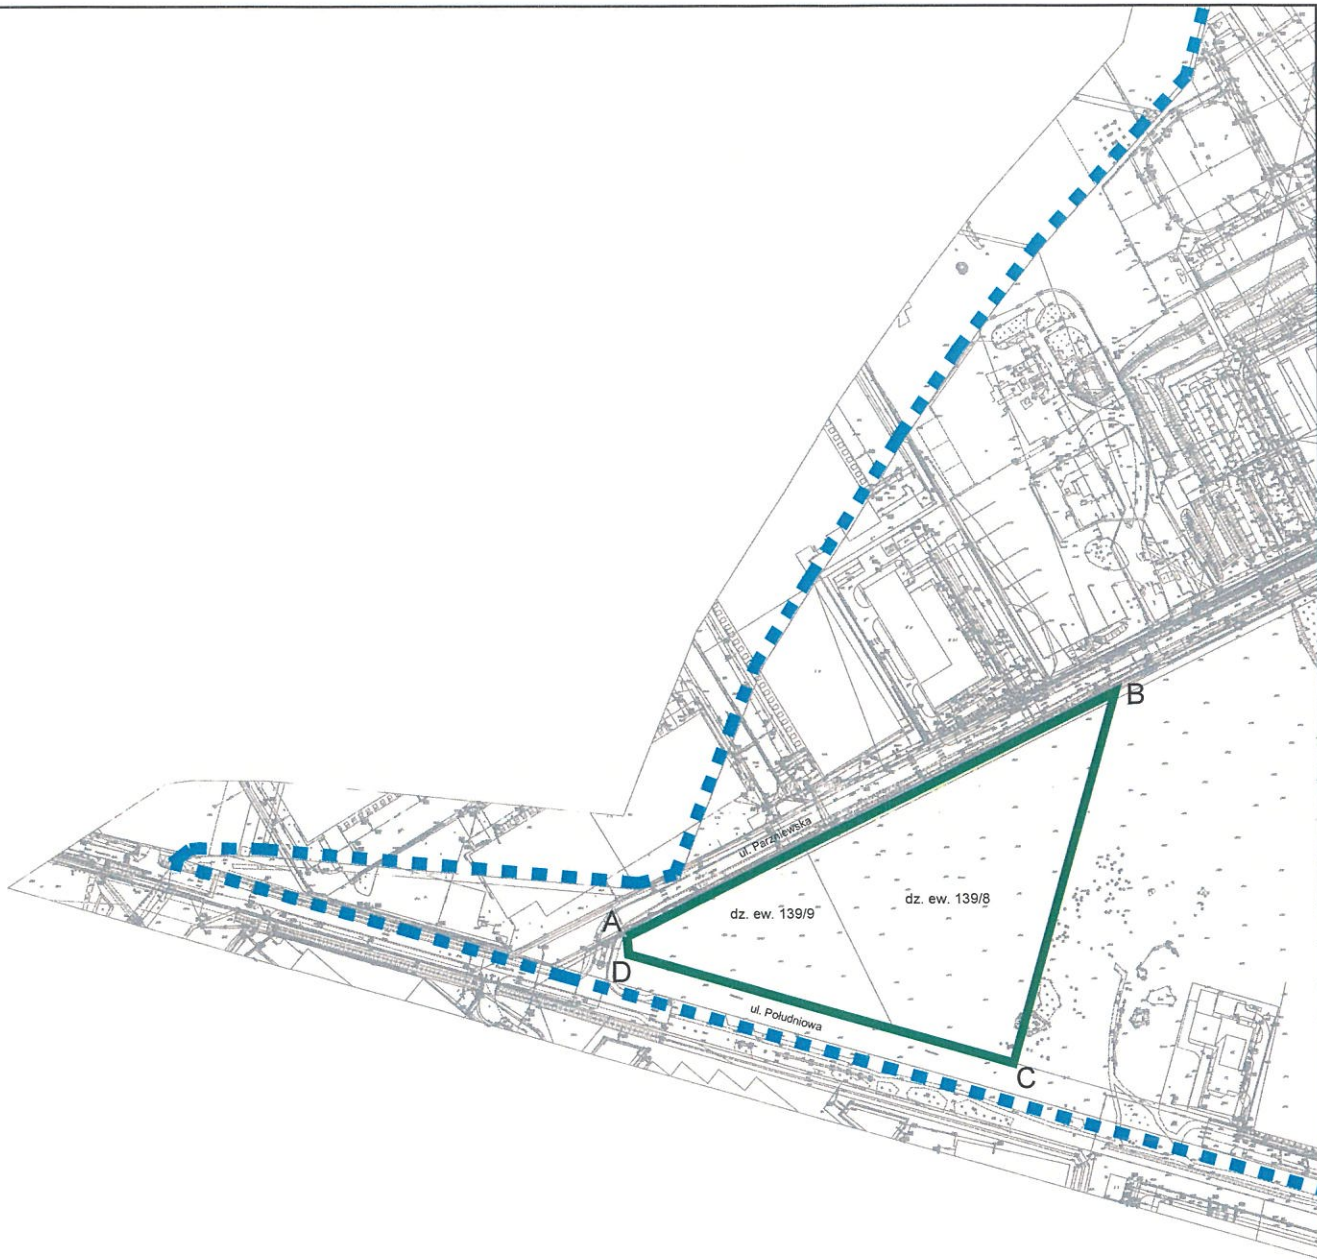 B
ul. Parzniewska
dz. ew. 139/8
dz. ew. 139/9
A
D
ul. Południowa
C